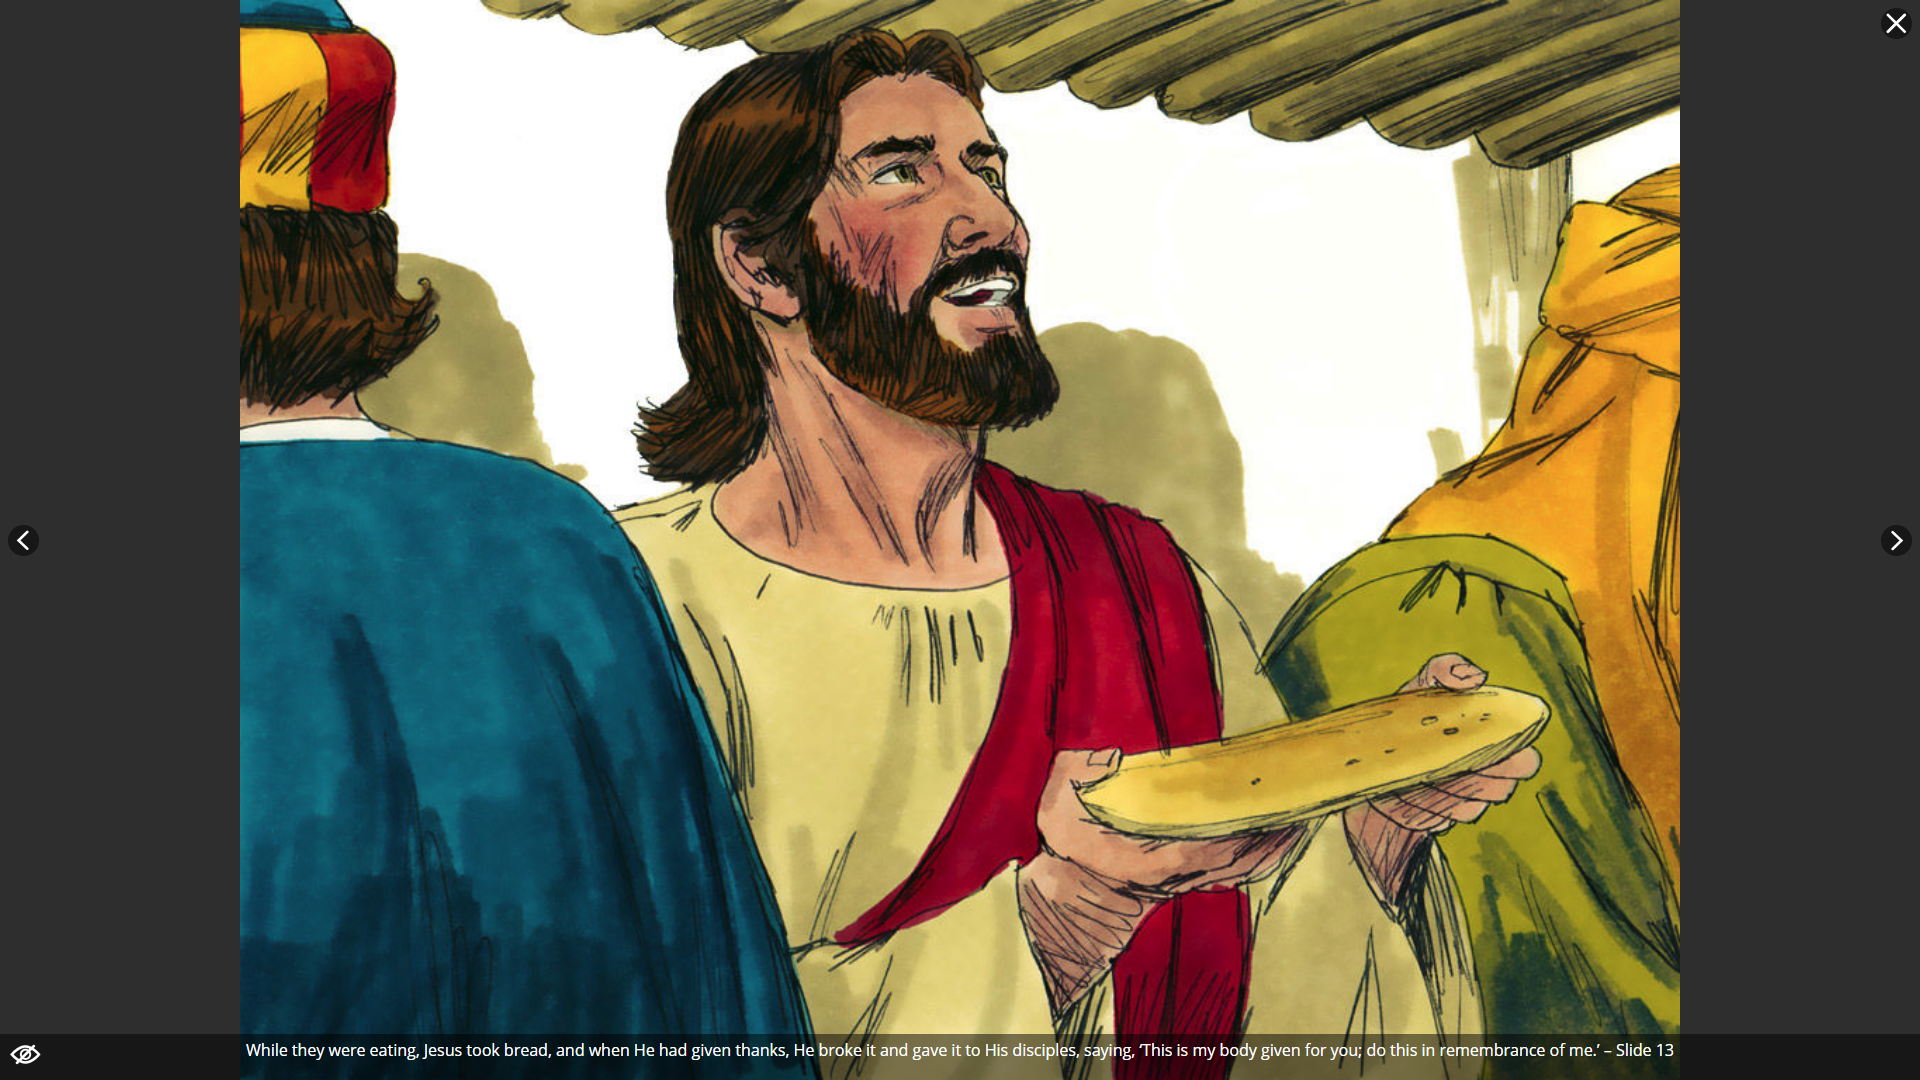 While they were eating, Jesus took bread, and when He had given thanks, He broke it and gave it to His disciples, saying, ‘This is my body given for you; do this in remembrance of me.’ – Slide 13